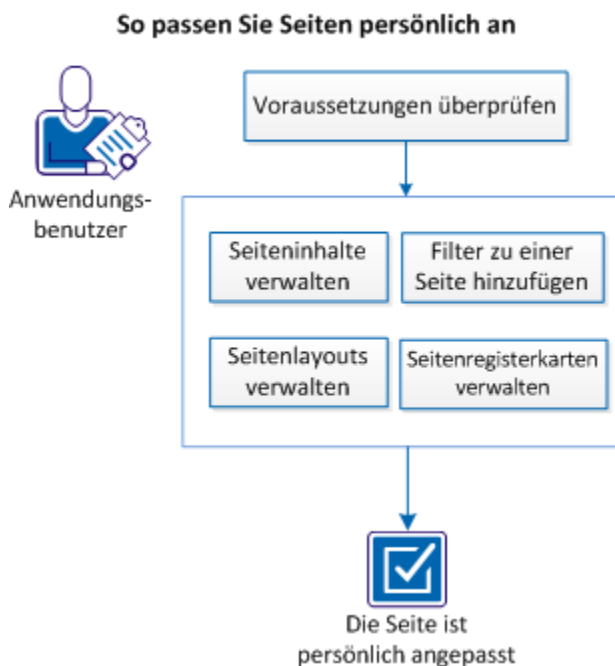 So passen Sie Seiten persönlich an
Voraussetzungen überprüfen
Anwendungs-
benutzer
Seiteninhalte
verwalten
Filter zu einer
Seite hinzufügen
Seitenlayouts
verwalten
Seitenregisterkarten
verwalten
Die Seite ist
persönlich angepasst